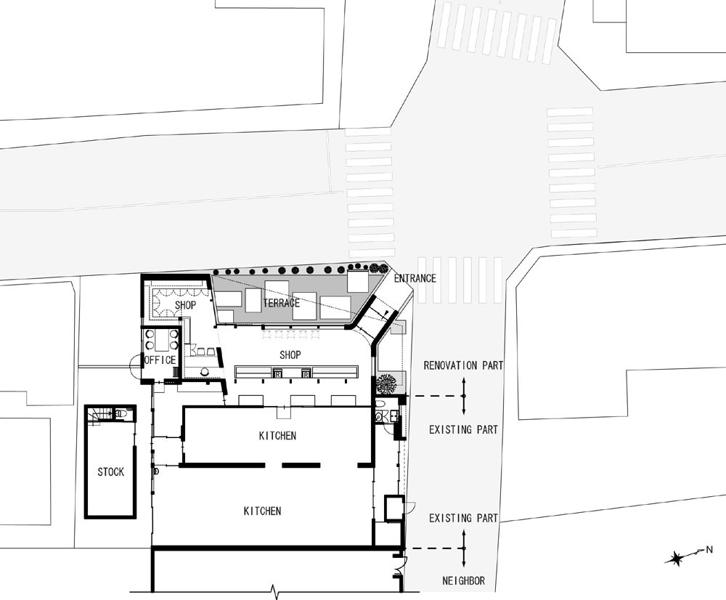 ENTRANCE
TERRACE
SHOP
SHOP
OFFICE
RENOVATION PART
EXISTING PART
KITCHEN
STOCK
KITCHEN
EXISTING PART
N
NEIGHBOR